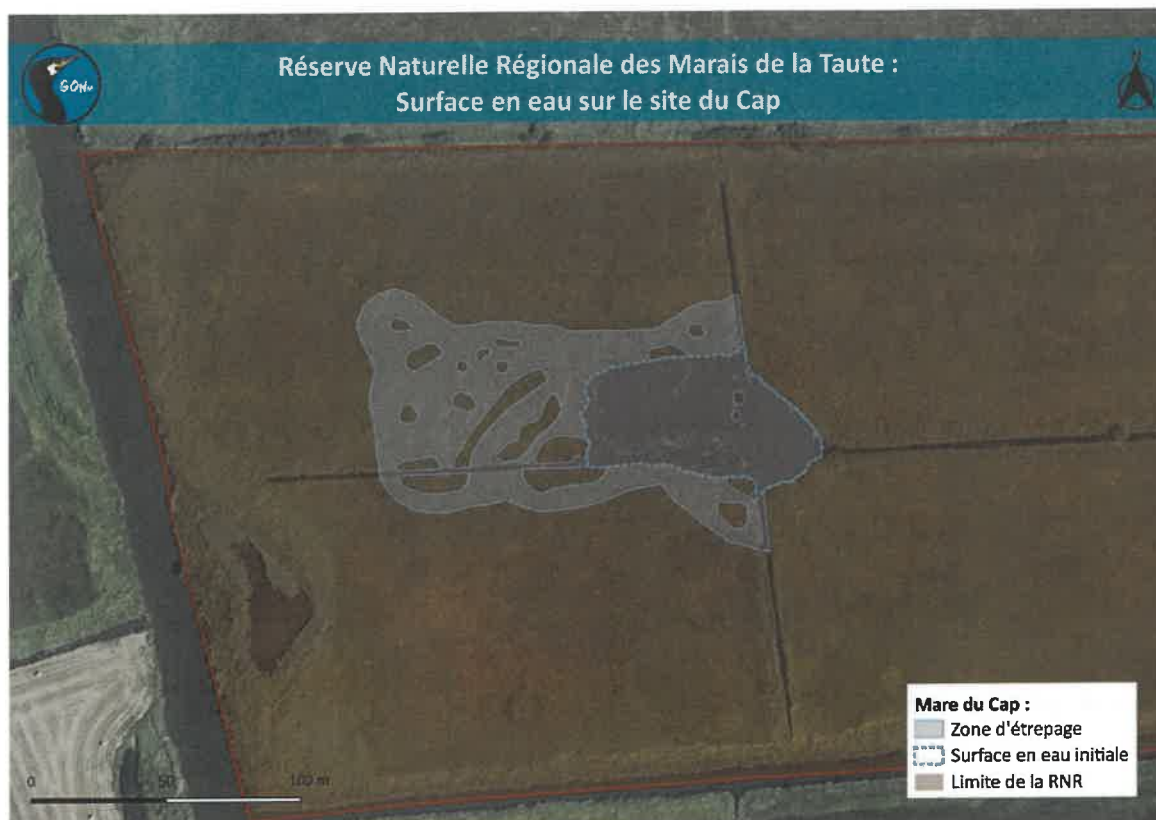 Réserve Naturelle Régionale des Marais de la Taute :
Surface en eau sur le site du Cap
GONm
Mare du Cap :
Zone d'étrepage
Surface en eau initiale
Limite de la RNR
0 50 100 m